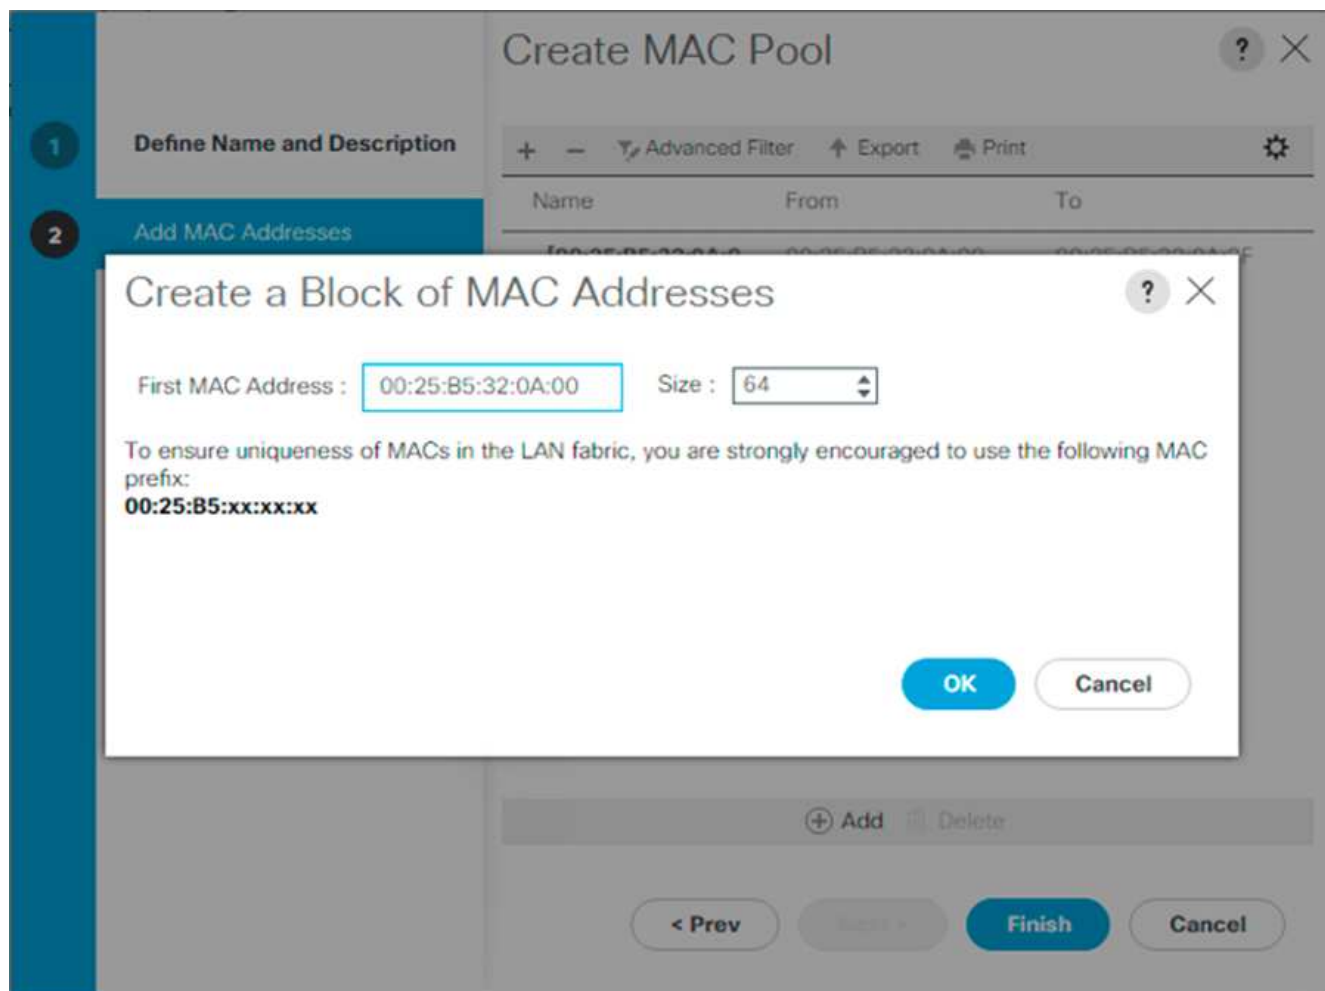 Create MAC Pool
?
1
Define Name and Description
+ − Advanced Filter Export Print
Name From To
2
Add MAC Addresses
Create a Block of MAC Addresses
?
First MAC Address : 00:25:B5:32:0A:00 Size : 64
To ensure uniqueness of MACs in the LAN fabric, you are strongly encouraged to use the following MAC
prefix:
00:25:B5:xx:xx:xx
OK Cancel
Add Delete
< Prev Next > Finish Cancel